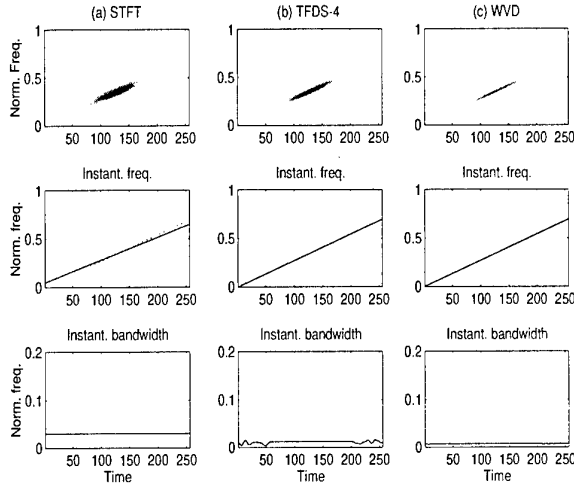 (a) STFT (b) TFDS-4 (c) WVD
Norm. Freq.
1 1 1
0.5 0.5 0.5
0 0 0
50 100 150 200 250 50 100 150 200 250 50 100 150 200 250
Instant. freq. Instant. freq. Instant. freq.
Norm. freq.
1 1 1
0.5 0.5 0.5
0 0 0
50 100 150 200 250 50 100 150 200 250 50 100 150 200 250
Instant. bandwidth Instant. bandwidth Instant. bandwidth
Norm. freq.
0.2 0.2 0.2
0.1 0.1 0.1
0 0 0
50 100 150 200 250 50 100 150 200 250 50 100 150 200 250
Time Time Time